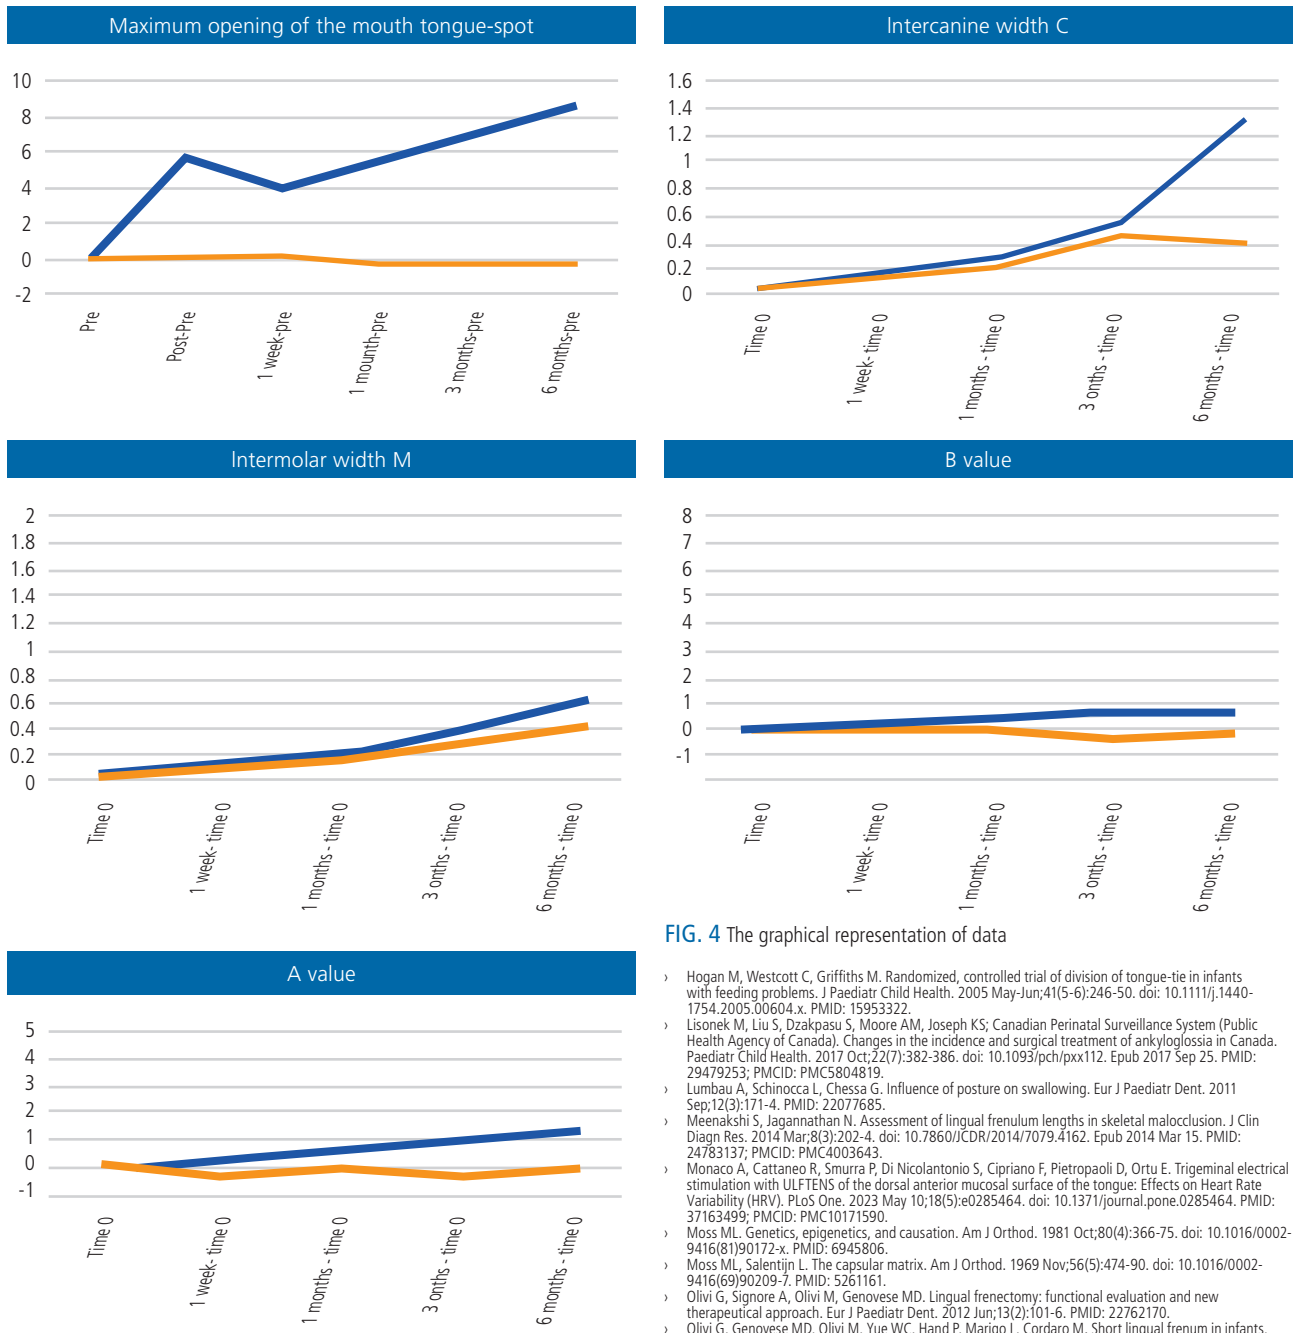 Maximum opening of the mouth tongue-spot
10
8
6
4
2
0
-2
Pre
Post-Pre
1 week-pre
1 mounth-pre
3 months-pre
6 months-pre
Intercanine width C
1.6
1.4
1.2
1
0.8
0.6
0.4
0.2
0
Time 0
1 week- time 0
1 months - time 0
3 onths - time 0
6 months - time 0
Intermolar width M
2
1.8
1.6
1.4
1.2
1
0.8
0.6
0.4
0.2
0
Time 0
1 week- time 0
1 months - time 0
3 onths - time 0
6 months - time 0
B value
8
7
6
5
4
3
2
1
0
-1
Time 0
1 week- time 0
1 months - time 0
3 onths - time 0
6 months - time 0
A value
5
4
3
2
1
0
-1
Time 0
1 week- time 0
1 months - time 0
3 onths - time 0
6 months - time 0
FIG. 4 The graphical representation of data
› Hogan M, Westcott C, Griffiths M. Randomized, controlled trial of division of tongue-tie in infants
with feeding problems. J Paediatr Child Health. 2005 May-Jun;41(5-6):246-50. doi: 10.1111/j.1440-
1754.2005.00604.x. PMID: 15953322.
› Lisonek M, Liu S, Dzakpasu S, Moore AM, Joseph KS; Canadian Perinatal Surveillance System (Public
Health Agency of Canada). Changes in the incidence and surgical treatment of ankyloglossia in Canada.
Paediatr Child Health. 2017 Oct;22(7):382-386. doi: 10.1093/pch/pxx112. Epub 2017 Sep 25. PMID:
29479253; PMCID: PMC5804819.
› Lumbau A, Schinocca L, Chessa G. Influence of posture on swallowing. Eur J Paediatr Dent. 2011
Sep;12(3):171-4. PMID: 22077685.
› Meenakshi S, Jagannathan N. Assessment of lingual frenulum lengths in skeletal malocclusion. J Clin
Diagn Res. 2014 Mar;8(3):202-4. doi: 10.7860/JCDR/2014/7079.4162. Epub 2014 Mar 15. PMID:
24783137; PMCID: PMC4003643.
› Monaco A, Cattaneo R, Smurra P, Di Nicolantonio S, Cipriano F, Pietropaoli D, Ortu E. Trigeminal electrical
stimulation with ULFTENS of the dorsal anterior mucosal surface of the tongue: Effects on Heart Rate
Variability (HRV). PLoS One. 2023 May 10;18(5):e0285464. doi: 10.1371/journal.pone.0285464. PMID:
37163499; PMCID: PMC10171590.
› Moss ML. Genetics, epigenetics, and causation. Am J Orthod. 1981 Oct;80(4):366-75. doi: 10.1016/0002-
9416(81)90172-x. PMID: 6945806.
› Moss ML, Salentijn L. The capsular matrix. Am J Orthod. 1969 Nov;56(5):474-90. doi: 10.1016/0002-
9416(69)90209-7. PMID: 5261161.
› Olivi G, Signore A, Olivi M, Genovese MD. Lingual frenectomy: functional evaluation and new
therapeutical approach. Eur J Paediatr Dent. 2012 Jun;13(2):101-6. PMID: 22762170.
› Olivi G, Genovese MD, Olivi M, Yue WC, Hand P, Marigo L, Cordaro M. Short lingual frenum in infants,